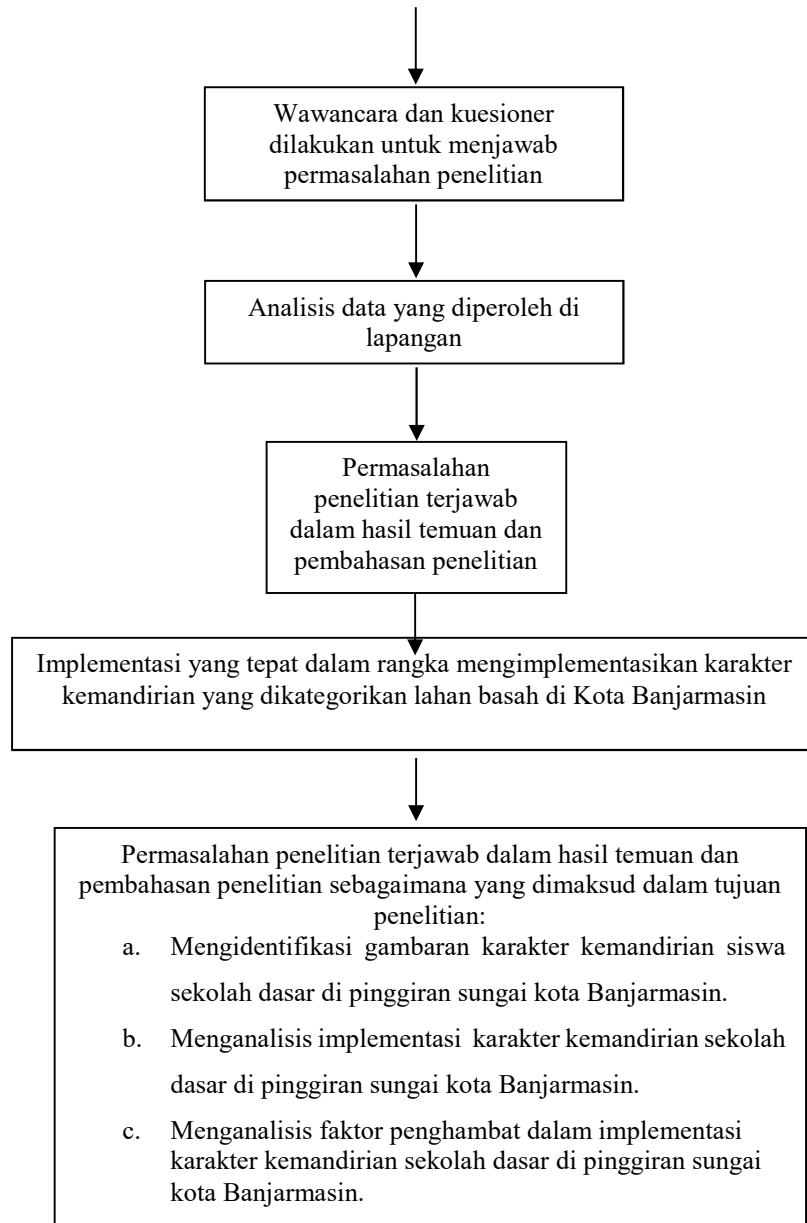 Wawancara dan kuesioner
dilakukan untuk menjawab
permasalahan penelitian
Analisis data yang diperoleh di
lapangan
Permasalahan
penelitian terjawab
dalam hasil temuan dan
pembahasan penelitian
Implementasi yang tepat dalam rangka mengimplementasikan karakter
kemandirian yang dikategorikan lahan basah di Kota Banjarmasin
Permasalahan penelitian terjawab dalam hasil temuan dan
pembahasan penelitian sebagaimana yang dimaksud dalam tujuan
penelitian:
a. Mengidentifikasi gambaran karakter kemandirian siswa
sekolah dasar di pinggiran sungai kota Banjarmasin.
b. Menganalisis implementasi karakter kemandirian sekolah
dasar di pinggiran sungai kota Banjarmasin.
c. Menganalisis faktor penghambat dalam implementasi
karakter kemandirian sekolah dasar di pinggiran sungai
kota Banjarmasin.